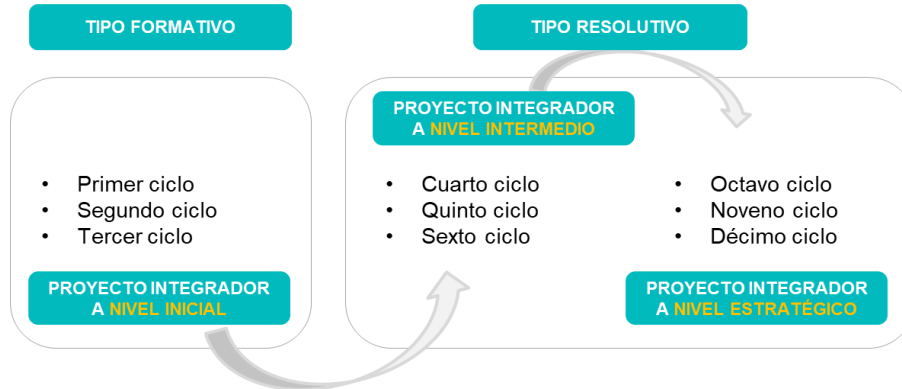 TIPO FORMATIVO
TIPO RESOLUTIVO
• Primer ciclo
• Segundo ciclo
• Tercer ciclo
PROYECTO INTEGRADOR
A NIVEL INICIAL
PROYECTO INTEGRADOR
A NIVEL INTERMEDIO
• Cuarto ciclo
• Quinto ciclo
• Sexto ciclo
• Octavo ciclo
• Noveno ciclo
• Décimo ciclo
PROYECTO INTEGRADOR
A NIVEL ESTRATÉGICO